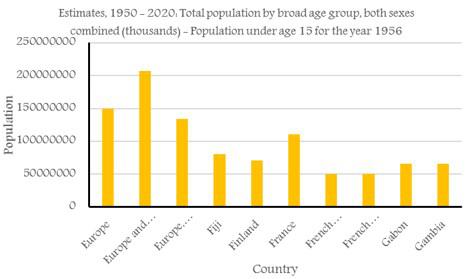 Estimates, 1950 - 2020: Total population by broad age group, both sexes
combined (thousands) - Population under age 15 for the year 1956
250000000
200000000
150000000
100000000
50000000
0
Population
Europe
Europe and...
Europe,...
Fiji
Finland
France
French...
French...
Gabon
Gambia
Country